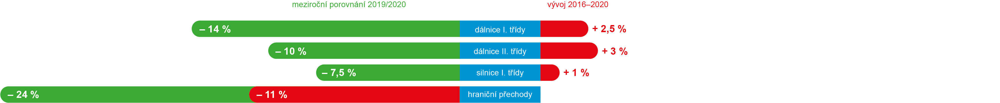 meziroční porovnání 2019/2020 vývoj 2016–2020
– 14 % dálnice I. třídy + 2,5 %
– 10 % dálnice II. třídy + 3 %
– 7,5 % silnice I. třídy + 1 %
– 24 % – 11 % hraniční přechody